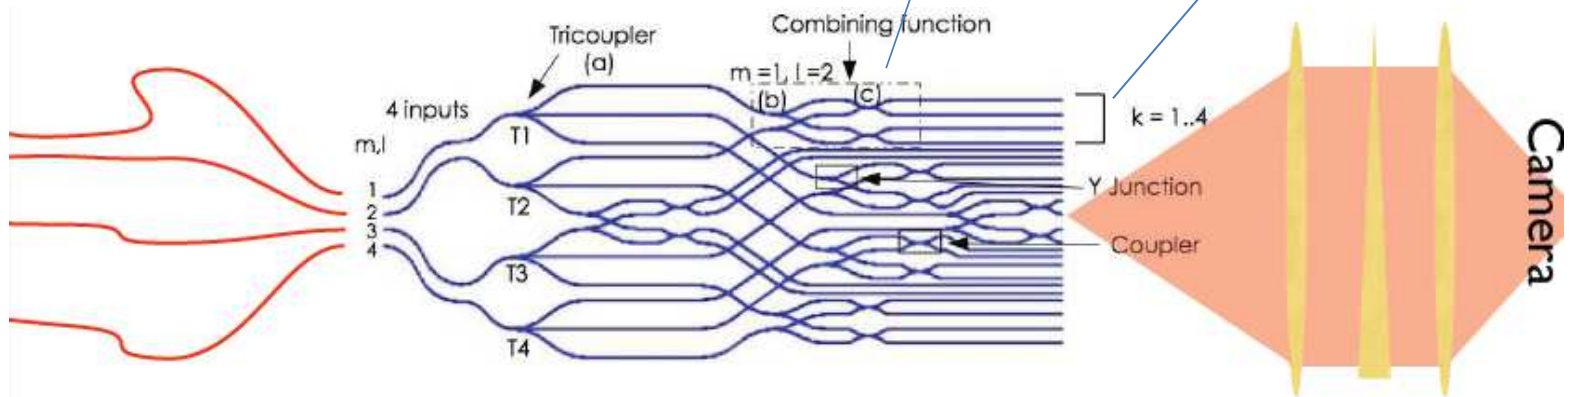 Combining function
Tricoupler
(a)
m =1, l =2
(b)
(c)
4 inputs
k = 1..4
T1
m,l
1
2
3
4
Y Junction
T2
Coupler
T3
T4
Camera